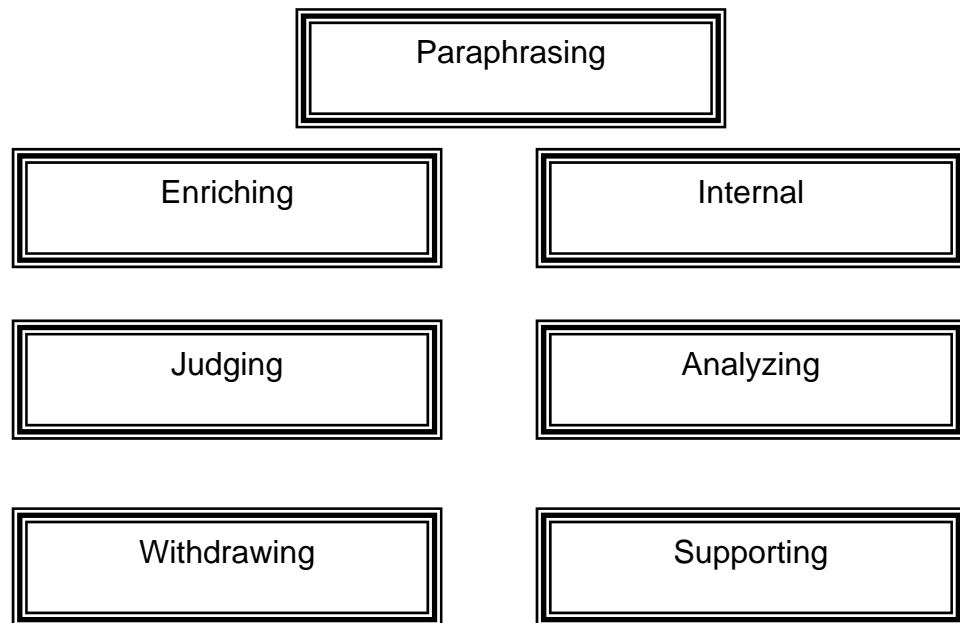 Paraphrasing
Enriching
Internal
Judging
Analyzing
Withdrawing
Supporting